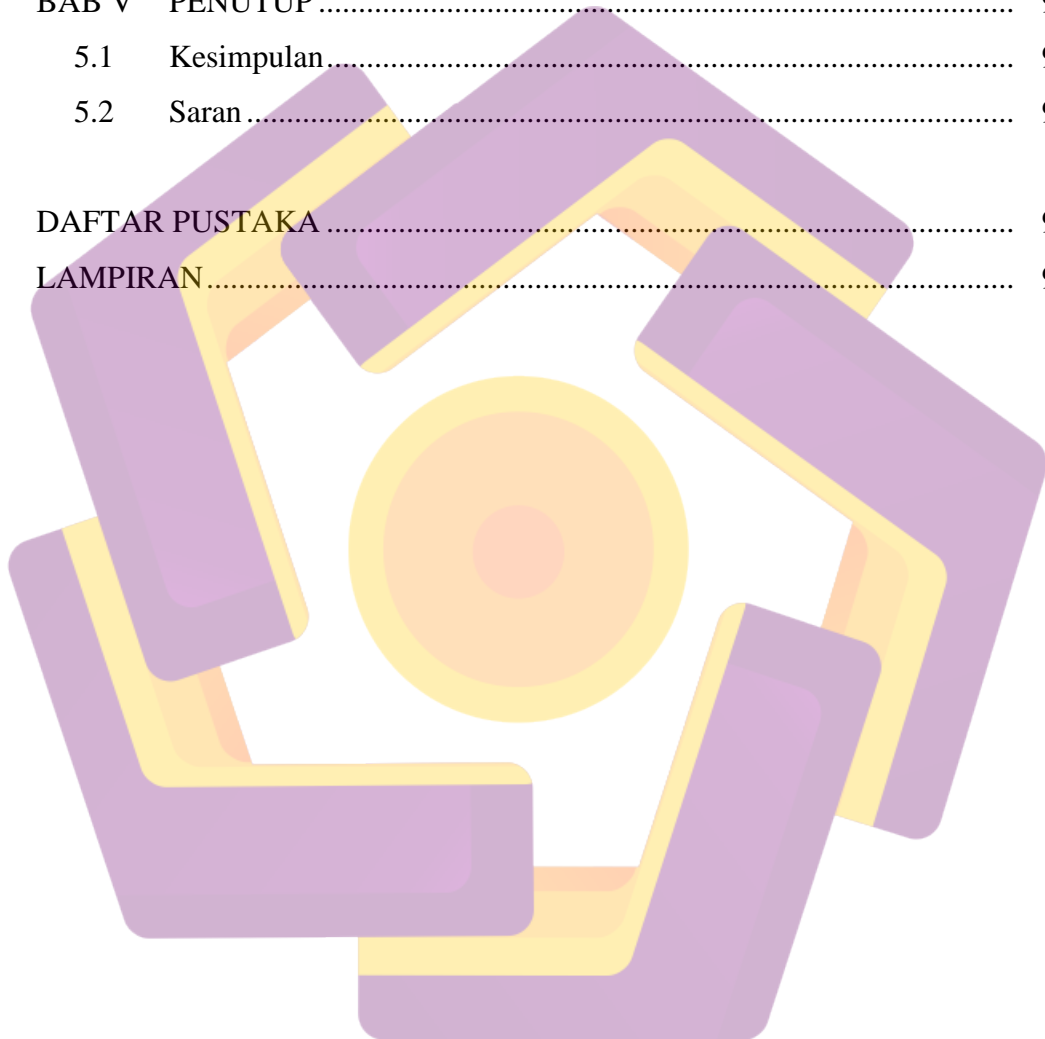 BAB V PENUTUP ........................................................................................
5.1 Kesimpulan ........................................................................................
5.2 Saran ........................................................................................
DAFTAR PUSTAKA ........................................................................................
LAMPIRAN ........................................................................................